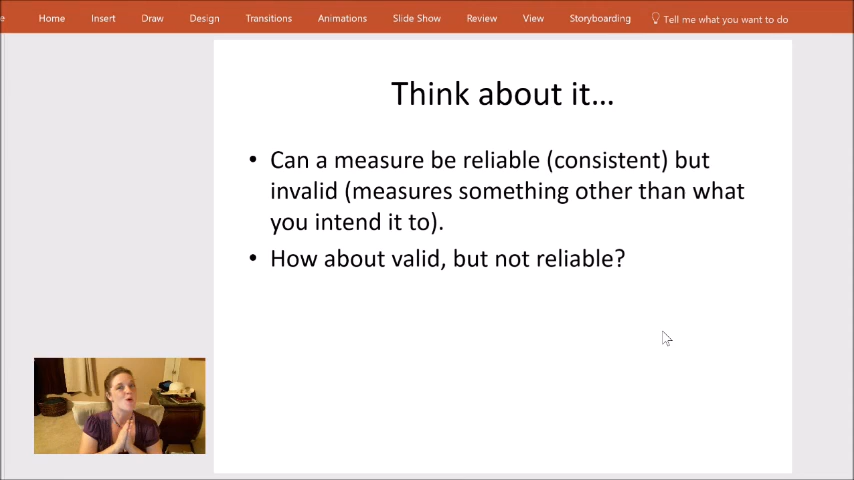 e Home Insert Draw Design Transitions Animations Slide Show Review View Storyboarding Tell me what you want to do
Think about it...
• Can a measure be reliable (consistent) but
invalid (measures something other than what
you intend it to).
• How about valid, but not reliable?